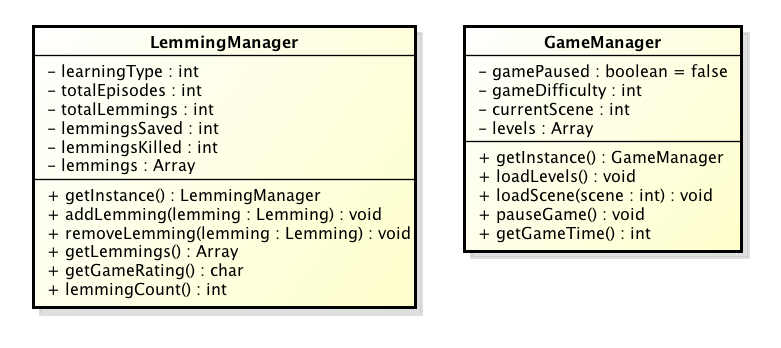 LemmingManager
- learningType : int
- totalEpisodes : int
- totalLemmings : int
- lemmingsSaved : int
- lemmingsKilled : int
- lemmings : Array
+ getInstance() : LemmingManager
+ addLemming(lemming : Lemming) : void
+ removeLemming(lemming : Lemming) : void
+ getLemmings() : Array
+ getGameRating() : char
+ lemmingCount() : int
GameManager
- gamePaused : boolean = false
- gameDifficulty : int
- currentScene : int
- levels : Array
+ getInstance() : GameManager
+ loadLevels() : void
+ loadScene(scene : int) : void
+ pauseGame() : void
+ getGameTime() : int